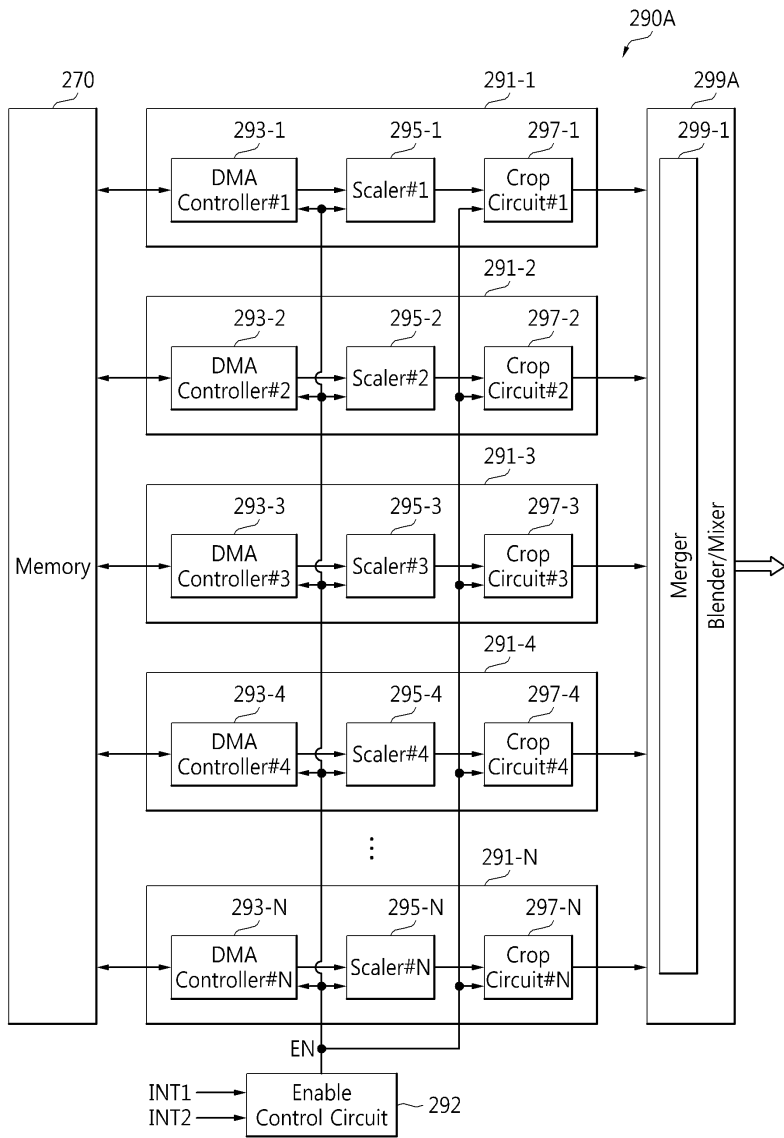 290A
270
291-1
299A
293-1
295-1
297-1
299-1
DMA
Controller#1
Scaler#1
Crop
Circuit#1
291-2
293-2
295-2
297-2
DMA
Controller#2
Scaler#2
Crop
Circuit#2
291-3
293-3
295-3
297-3
DMA
Controller#3
Scaler#3
Crop
Circuit#3
Memory
Merger
Blender/Mixer
291-4
293-4
295-4
297-4
DMA
Controller#4
Scaler#4
Crop
Circuit#4
291-N
293-N
295-N
297-N
DMA
Controller#N
Scaler#N
Crop
Circuit#N
EN
INT1
INT2
Enable
Control Circuit
292